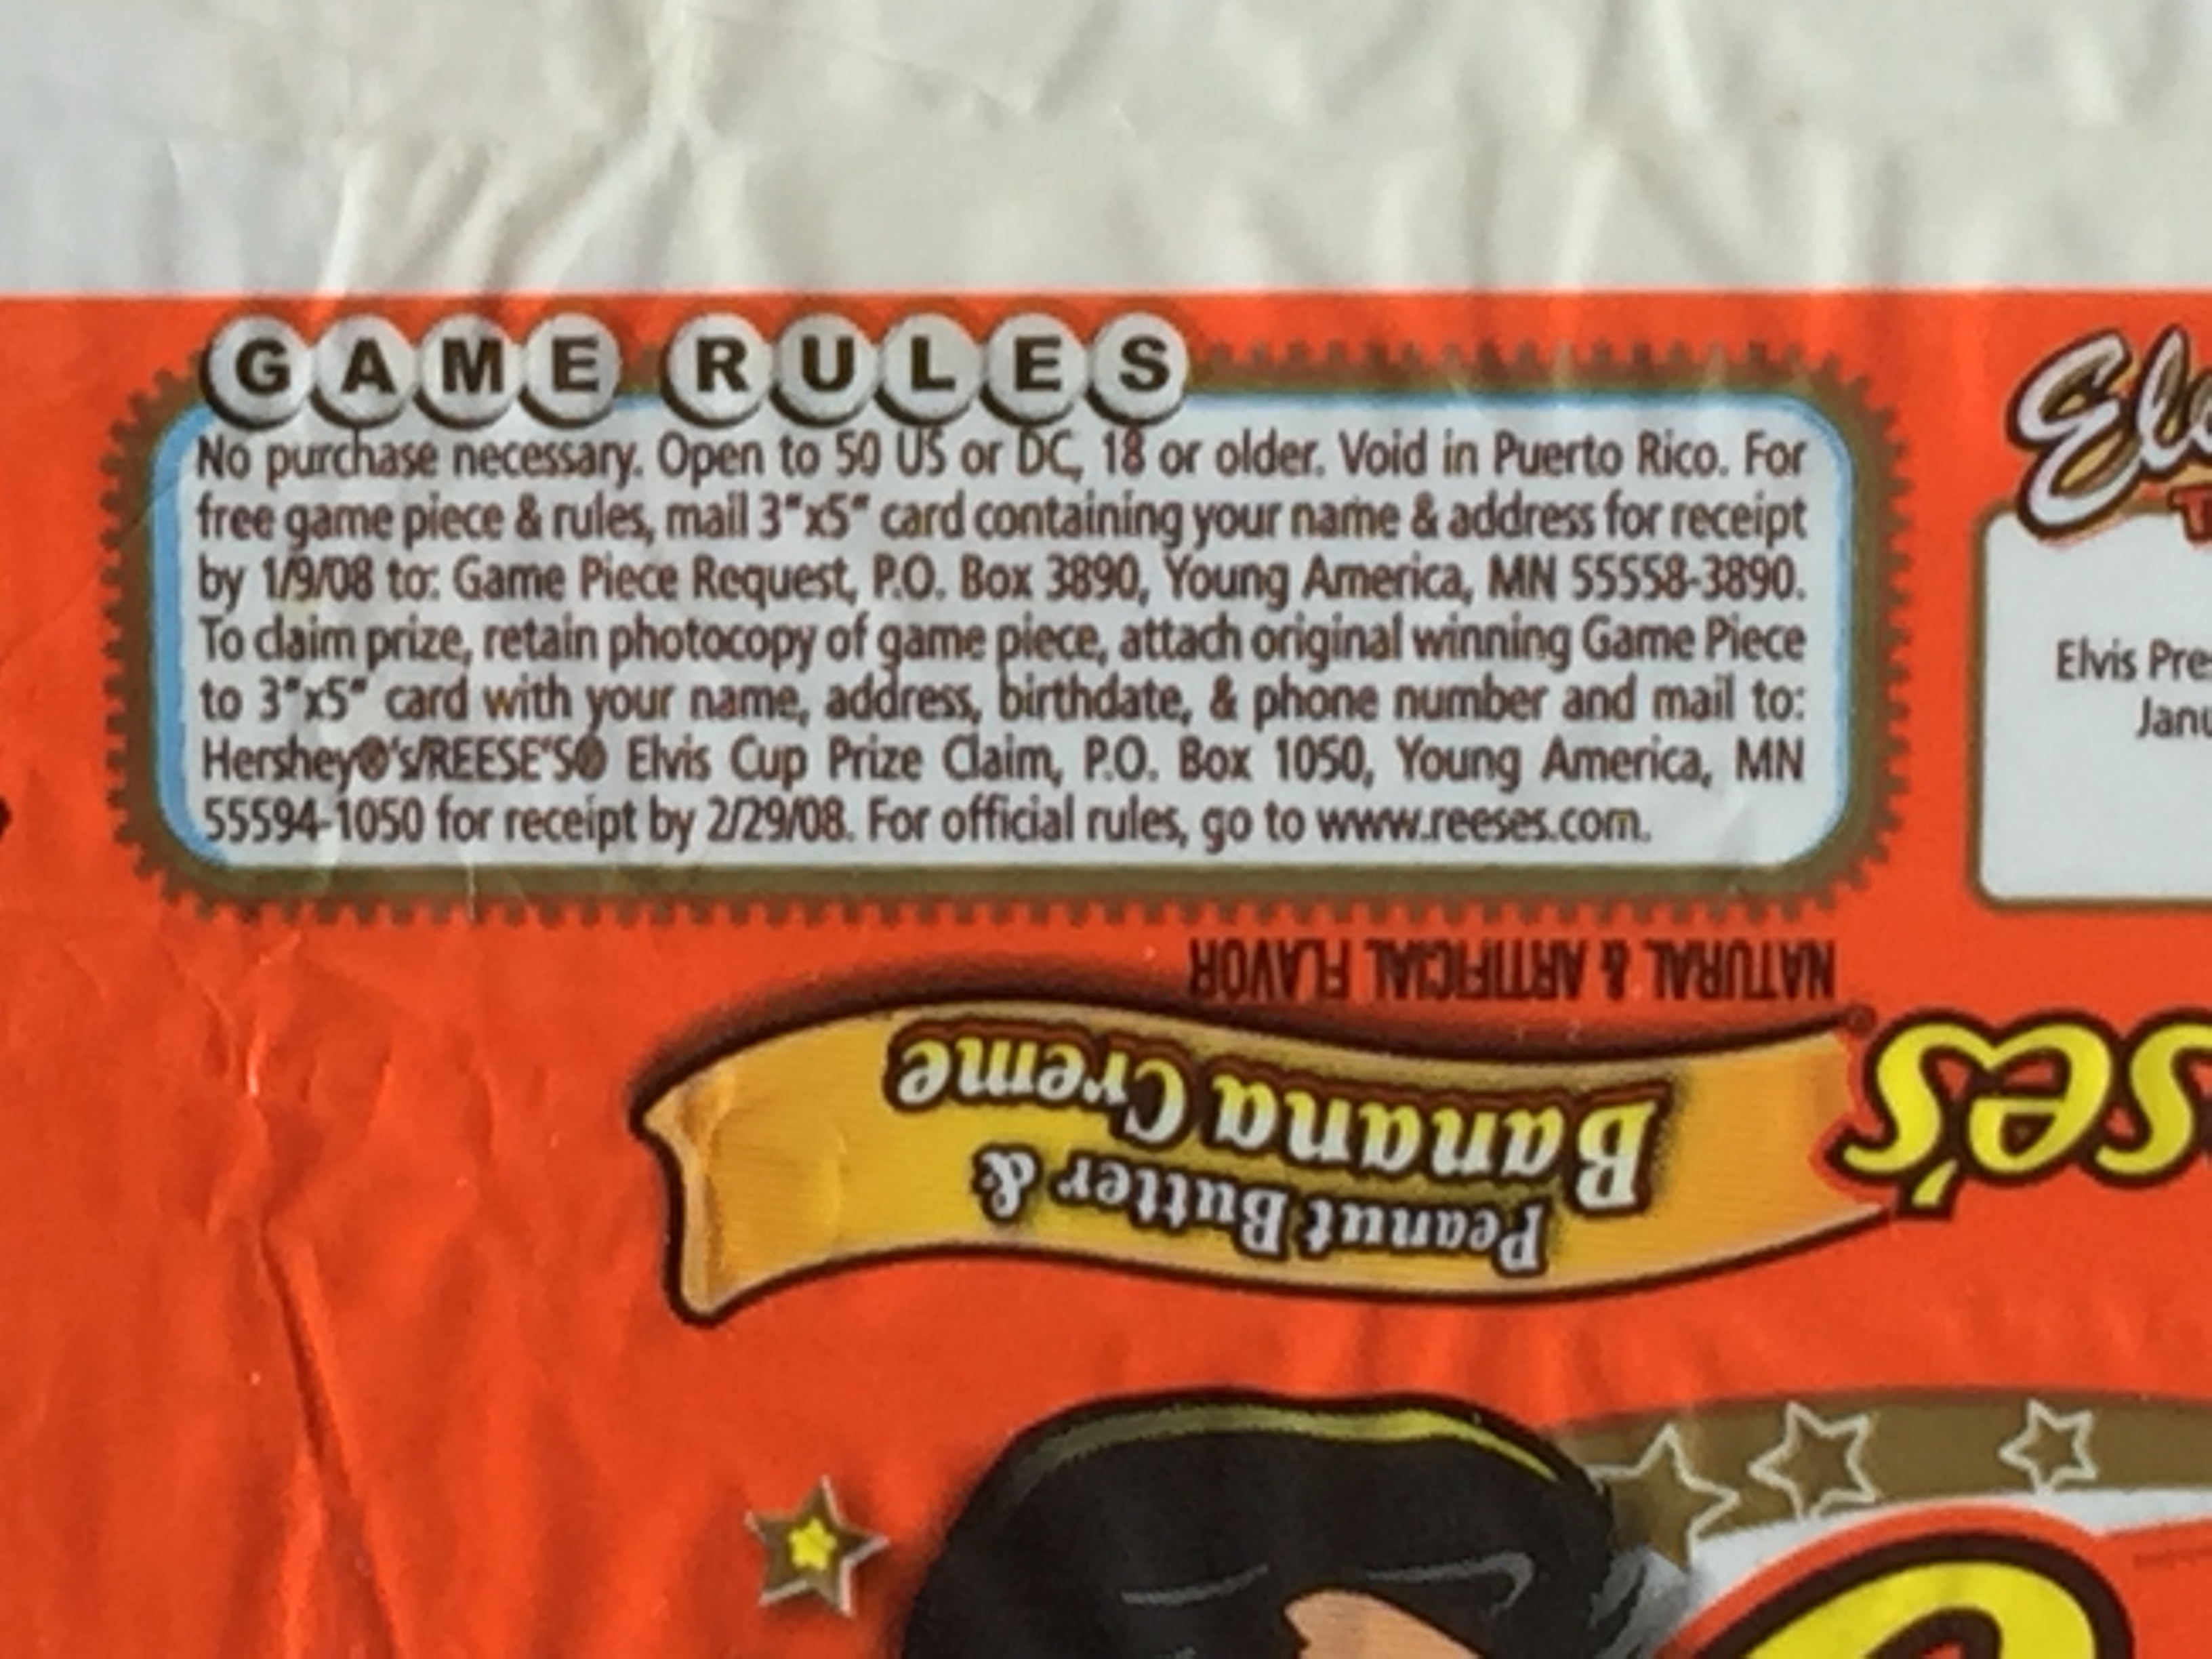 GAME RULES
No purchase necessary. Open to 50 US or DC, 18 or older. Void in Puerto Rico. For
free game piece & rules, mail 3"x5" card containing your name & address for receipt
by 1/9/08 to: Game Piece Request, P.O. Box 3890, Young America, MN 55558-3890.
To claim prize, retain photocopy of game piece, attach original winning Game Piece
to 3"x5" card with your name, address, birthdate, & phone number and mail to:
Hershey®'s/REESE'S® Elvis Cup Prize Claim, P.O. Box 1050, Young America, MN
55594-1050 for receipt by 2/29/08. For official rules, go to www.reeses.com.
Elvis
NATURAL & ARTIFICIAL FLAVOR
Peanut Butter &
Banana Creme